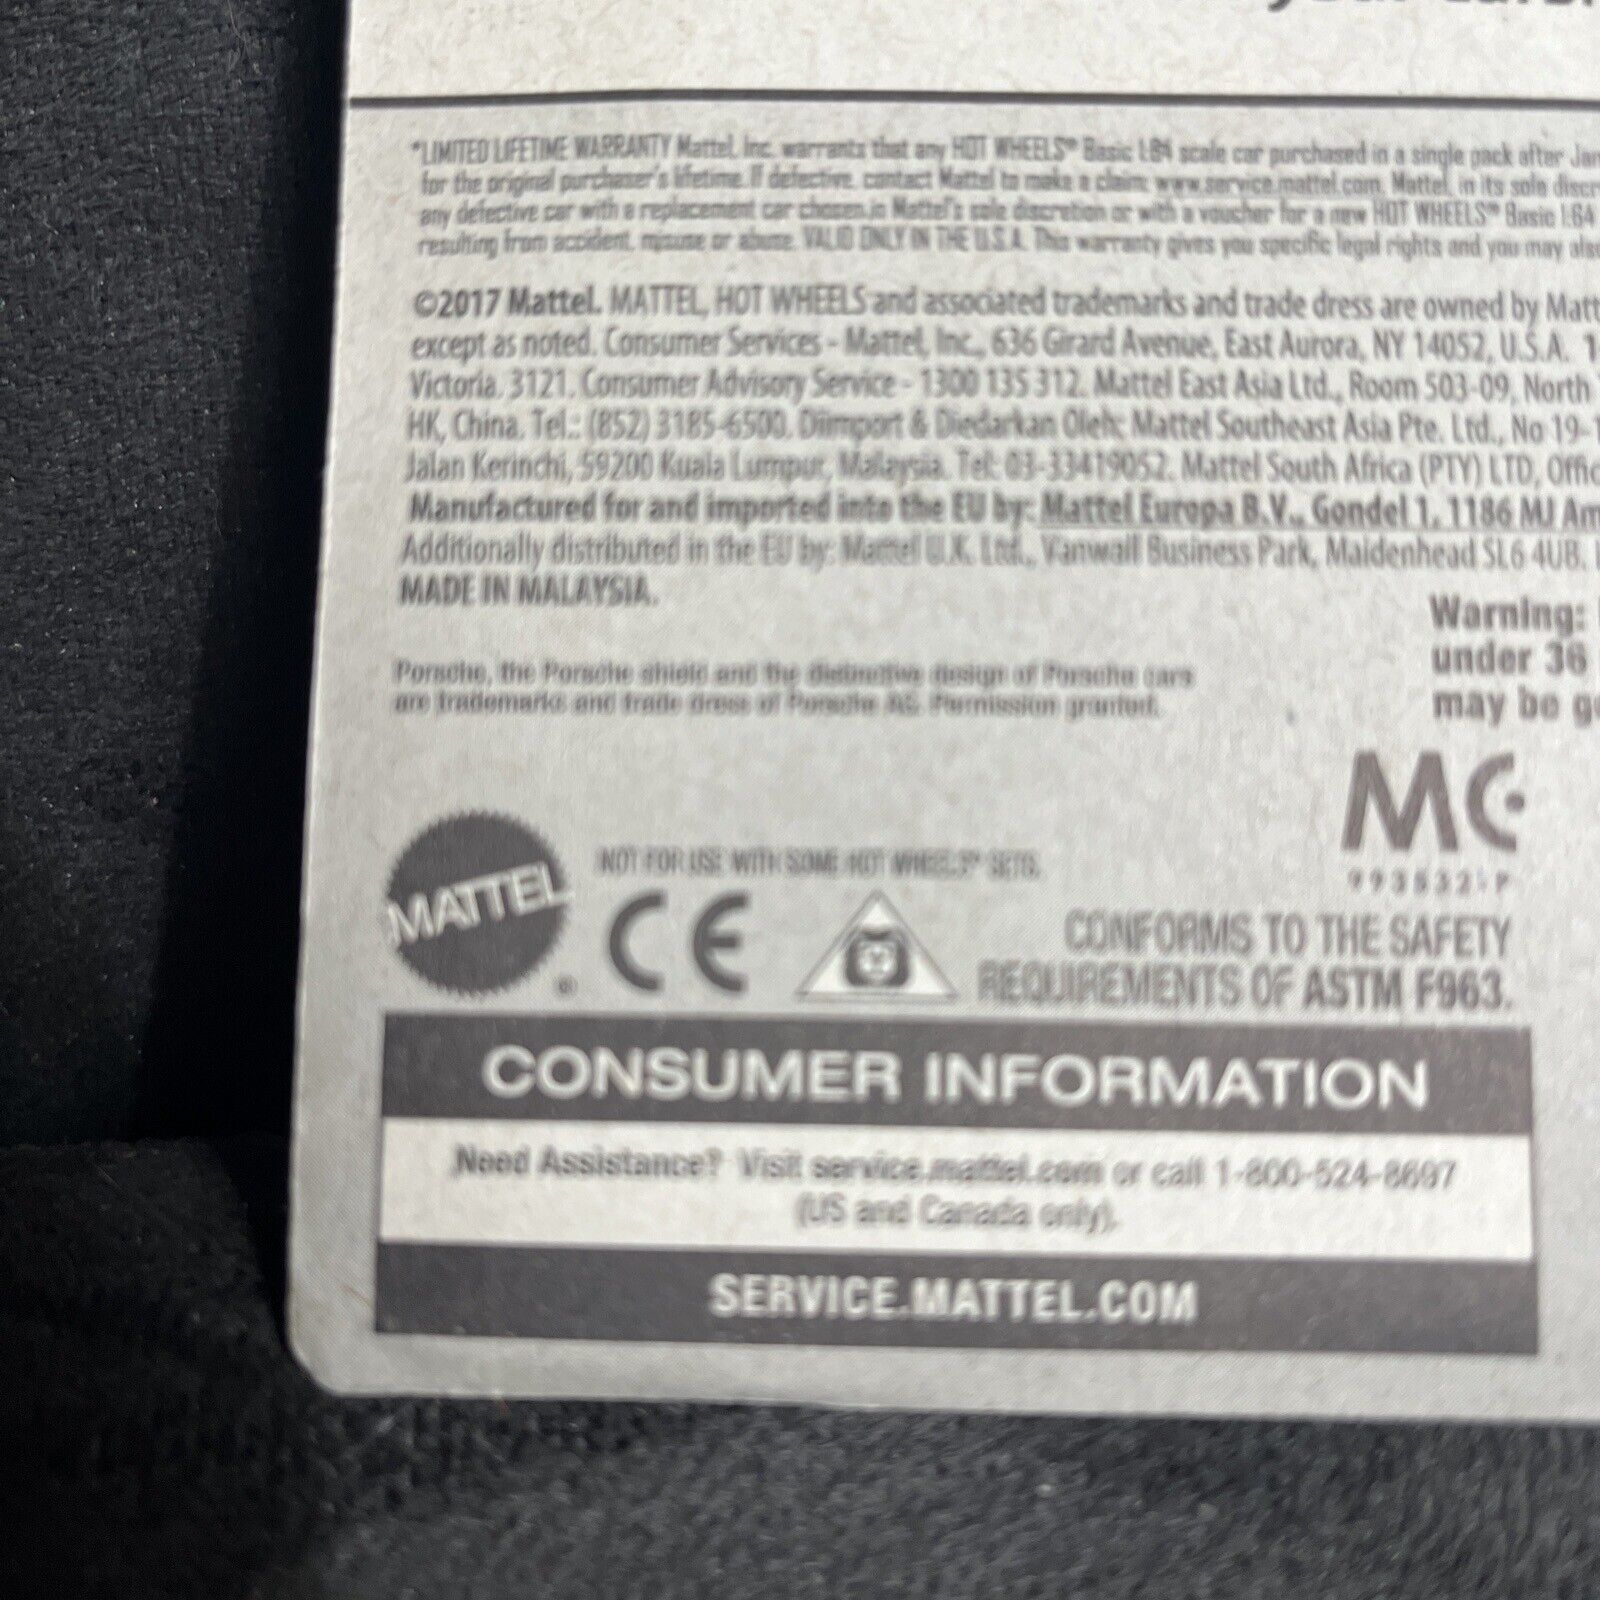 *LIMITED LIFETIME WARRANTY Mattel, Inc. warrants that any HOT WHEELS® Basic 1:64 scale car purchased in a single pack after Jan
for the original purchaser's lifetime. If defective, contact Mattel to make a claim: www.service.mattel.com. Mattel, in its sole discr
any defective car with a replacement car chosen in Mattel's sole discretion or with a voucher for a new HOT WHEELS® Basic 1:64
resulting from accident, misuse or abuse. VALID ONLY IN THE U.S.A. This warranty gives you specific legal rights and you may also
©2017 Mattel. MATTEL, HOT WHEELS and associated trademarks and trade dress are owned by Matt
except as noted. Consumer Services - Mattel, Inc., 636 Girard Avenue, East Aurora, NY 14052, U.S.A. 1
Victoria. 3121. Consumer Advisory Service - 1300 135 312. Mattel East Asia Ltd., Room 503-09, North
HK, China. Tel.: (852) 3185-6500. Diimport & Diedarkan Oleh: Mattel Southeast Asia Pte. Ltd., No 19-1
Jalan Kerinchi, 59200 Kuala Lumpur, Malaysia. Tel: 03-33419052. Mattel South Africa (PTY) LTD, Offic
Manufactured for and imported into the EU by: Mattel Europa B.V., Gondel 1, 1186 MJ Am
Additionally distributed in the EU by: Mattel U.K. Ltd., Vanwall Business Park, Maidenhead SL6 4UB.
MADE IN MALAYSIA.
Warning:
under 36
may be g
Porsche, the Porsche shield and the distinctive design of Porsche cars
are trademarks and trade dress of Porsche AG. Permission granted.
MC
MATTEL
®
NOT FOR USE WITH SOME HOT WHEELS® SETS.
CE
CONFORMS TO THE SAFETY
REQUIREMENTS OF ASTM F963.
CONSUMER INFORMATION
Need Assistance? Visit service.mattel.com or call 1-800-524-8697
(US and Canada only).
SERVICE.MATTEL.COM